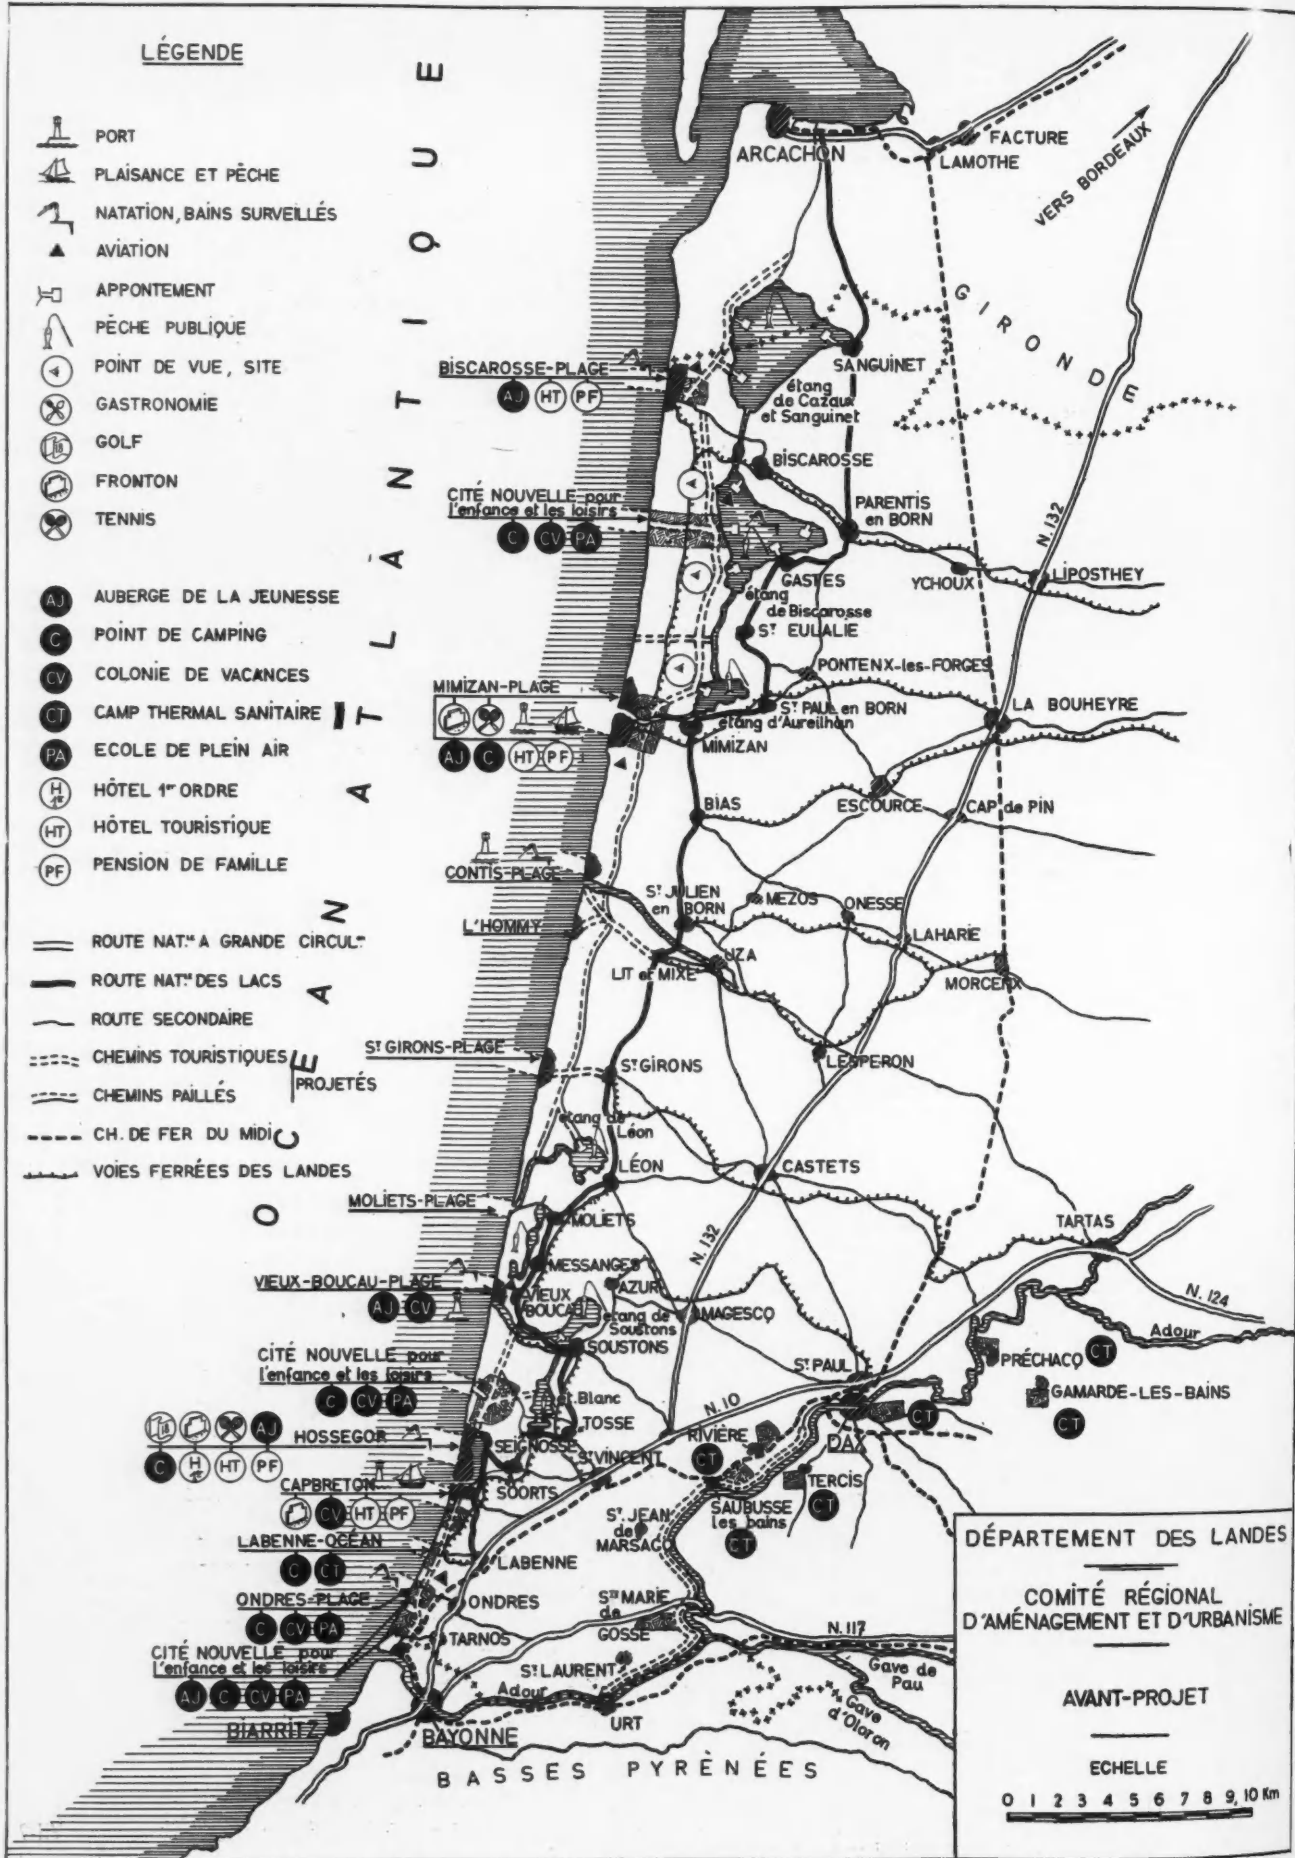 LÉGENDE
PORT
PLAISANCE ET PÊCHE
NATATION, BAINS SURVEILLÉS
AVIATION
APPONTEMENT
PÊCHE PUBLIQUE
POINT DE VUE, SITE
GASTRONOMIE
GOLF
FRONTON
TENNIS
AJ AUBERGE DE LA JEUNESSE
C POINT DE CAMPING
CV COLONIE DE VACANCES
CT CAMP THERMAL SANITAIRE
PA ECOLE DE PLEIN AIR
H 1er HÔTEL 1er ORDRE
HT HÔTEL TOURISTIQUE
PF PENSION DE FAMILLE
ROUTE NATle A GRANDE CIRCULon
ROUTE NATle DES LACS
ROUTE SECONDAIRE
CHEMINS TOURISTIQUES
PROJETÉS
CHEMINS PAILLÉS
CH. DE FER DU MIDI
VOIES FERRÉES DES LANDES
OCEAN ATLANTIQUE
ARCACHON
FACTURE
LAMOTHE
VERS BORDEAUX
GIRONDE
SANGUINET
BISCAROSSE-PLAGE
AJ HT PF
étang
de Cazaux
et Sanguinet
BISCAROSSE
CITÉ NOUVELLE pour
l'enfance et les loisirs
C CV PA
PARENTIS
en BORN
N.132
YCHOUX
LIPOSTHEY
GASTES
étang
de Biscarosse
ST EULALIE
PONTENX-les-FORGES
MIMIZAN-PLAGE
AJ C HT PF
ST PAUL en BORN
étang d'Aureilhan
MIMIZAN
LA BOUHEYRE
BIAS
ESCOURCE
CAP de PIN
CONTIS-PLAGE
ST JULIEN
en BORN
MEZOS
ONESSE
L'HOMMY
LAHARIE
UZA
LIT et MIXE
MORCENX
ST GIRONS-PLAGE
ST GIRONS
LESPERON
étang de
Léon
LÉON
CASTETS
MOLIETS-PLAGE
MOLIETS
TARTAS
N.132
MESSANGES
VIEUX-BOUCAU-PLAGE
AJ CV
VIEUX
BOUCAU
AZUR
étang de
Soustons
MAGESCQ
N.124
Adour
SOUSTONS
ST PAUL
PRÉCHACQ
CT
CITÉ NOUVELLE pour
l'enfance et les loisirs
C CV PA
é.t. Blanc
TOSSE
N.10
GAMARDE-LES-BAINS
CT
CT
18 AJ
HOSSEGOR
C H 1er HT PF
SEIGNOSSE
ST VINCENT
RIVIÈRE
CT
DAX
CAPBRETON
CV HT PF
SOORTS
TERCIS
CT
SAUBUSSE
les bains
CT
ST JEAN
de
MARSACQ
LABENNE-OCÉAN
C CT
LABENNE
ONDRES-PLAGE
C CV PA
ONDRES
STE MARIE
de
GOSSE
N.117
TARNOS
CITÉ NOUVELLE pour
l'enfance et les loisirs
AJ C CV PA
ST LAURENT
Adour
Gave de
Pau
Gave
d'Oloron
BIARRITZ
BAYONNE
URT
BASSES PYRÈNÉES
DÉPARTEMENT DES LANDES
COMITÉ RÉGIONAL
D'AMÉNAGEMENT ET D'URBANISME
AVANT-PROJET
ECHELLE
0 1 2 3 4 5 6 7 8 9, 10 Km